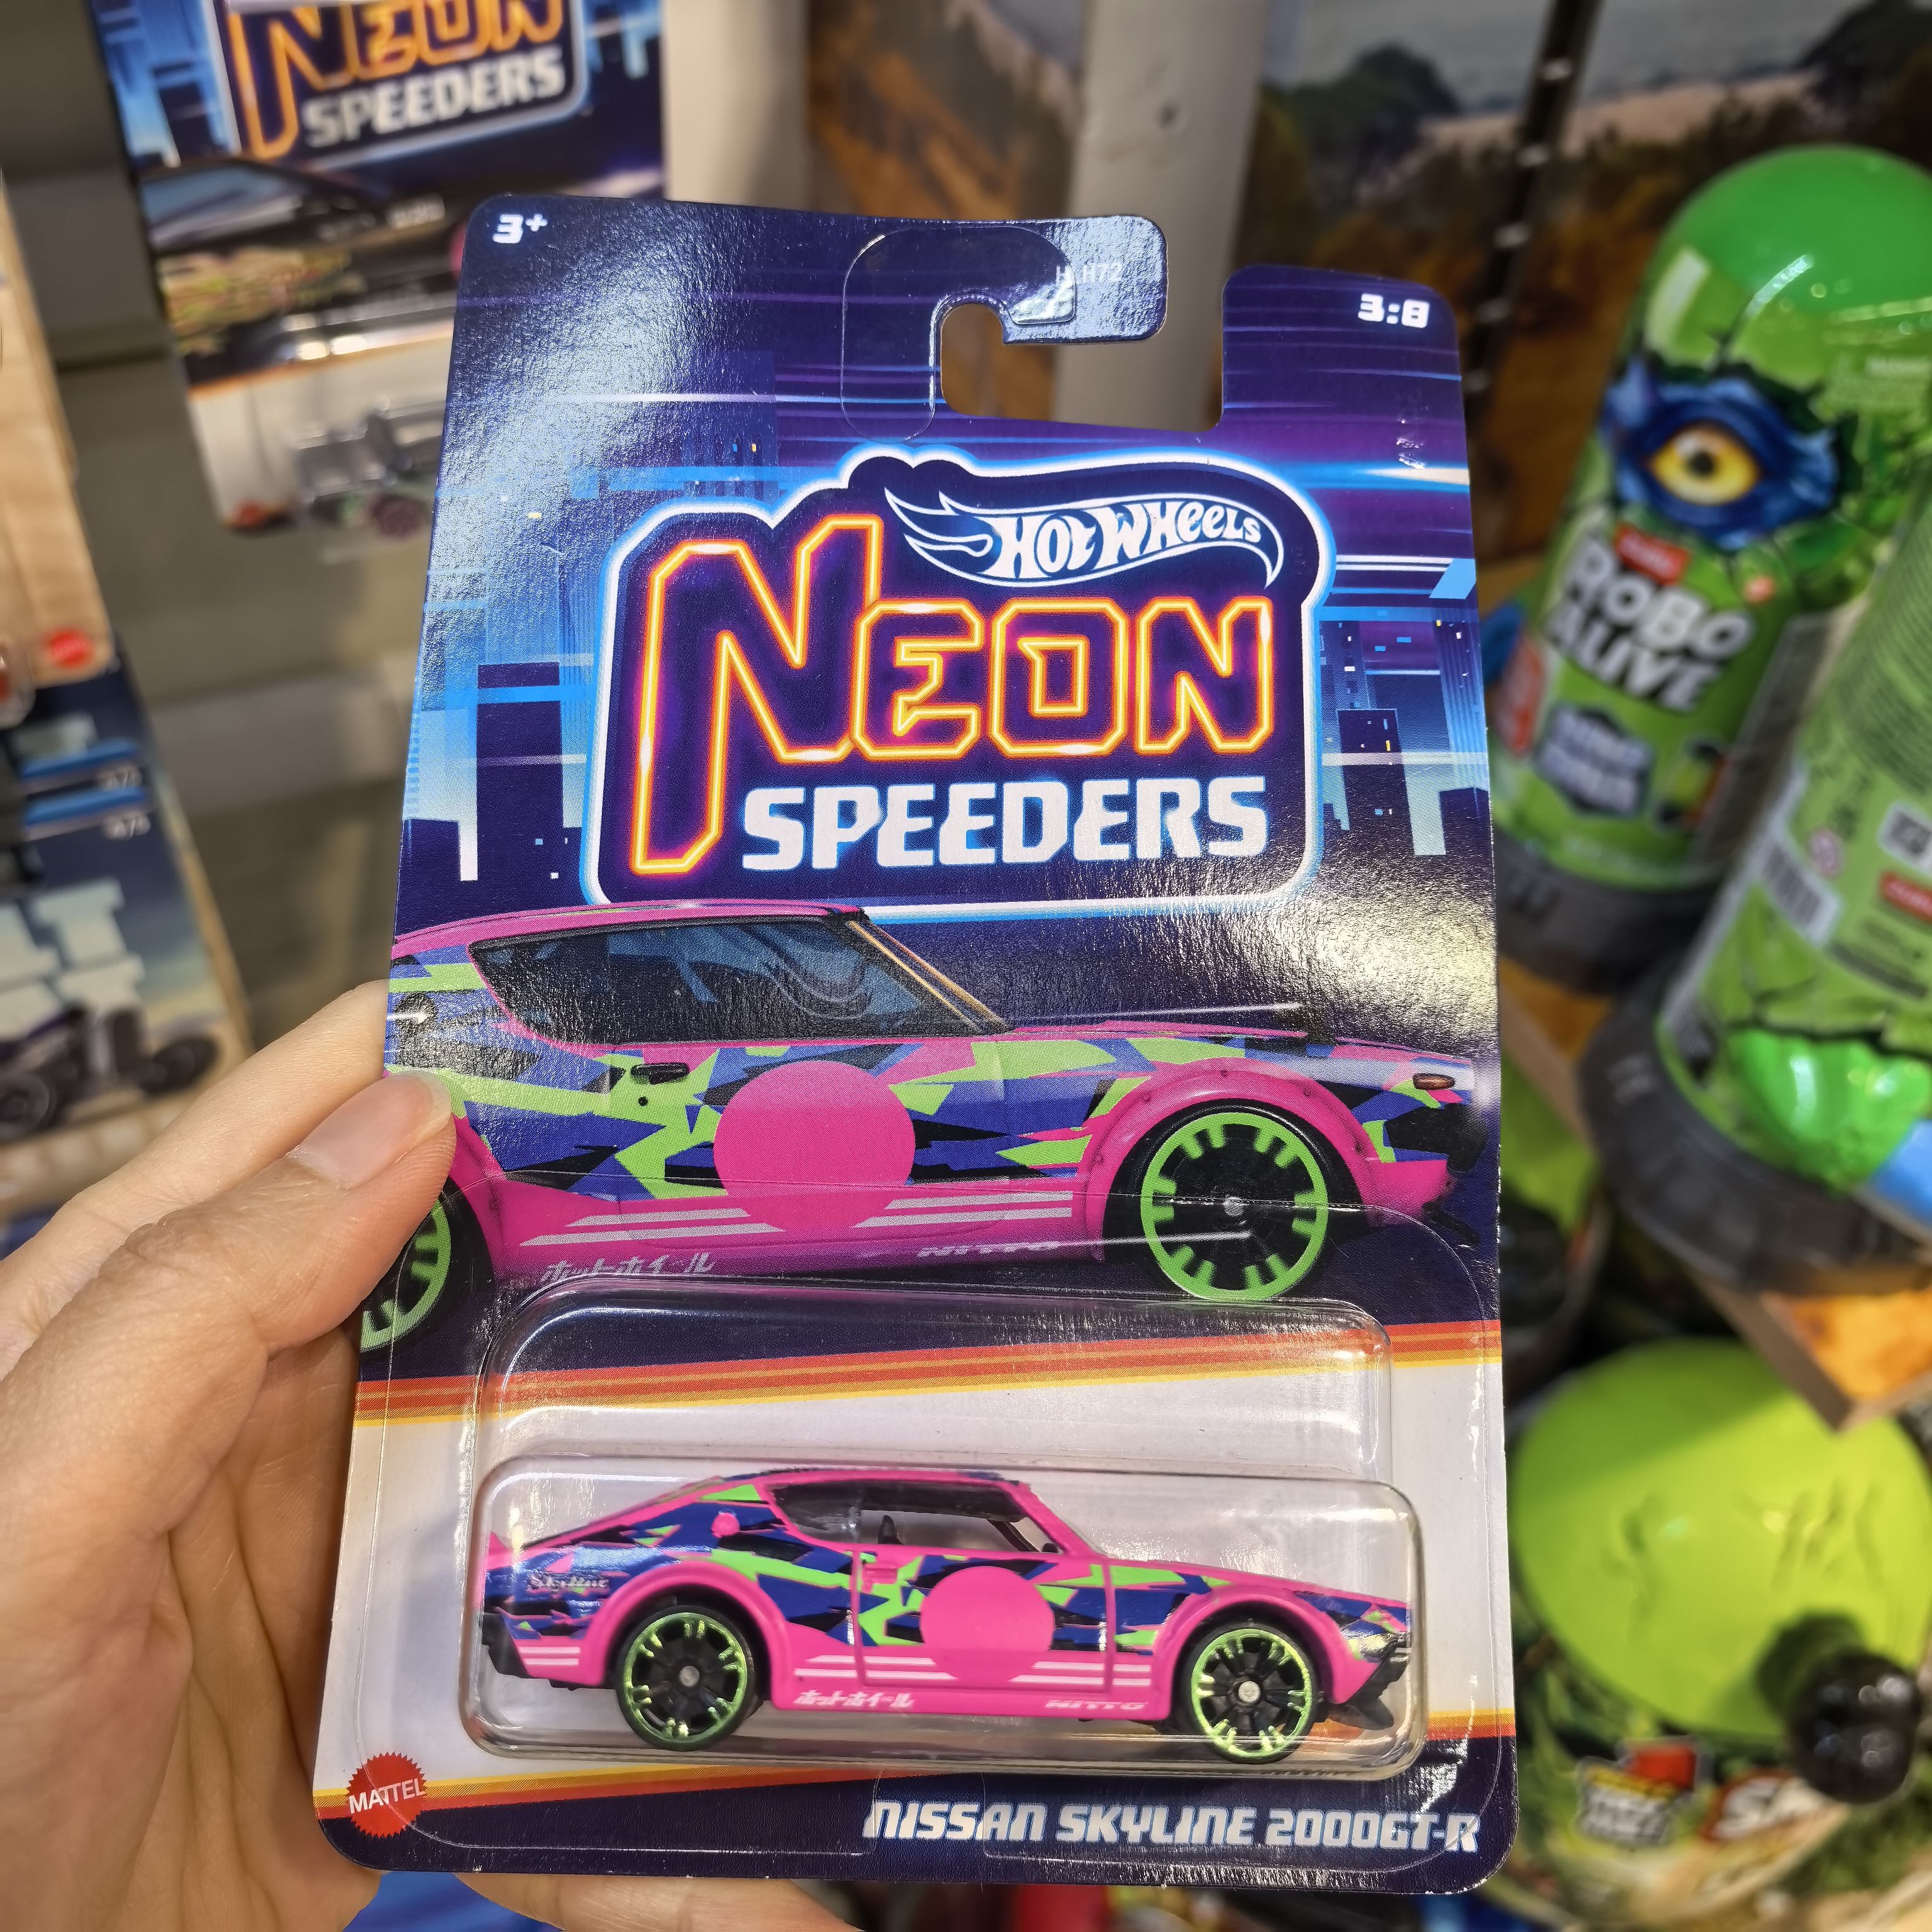 NEON
SPEEDERS
3+
H72
3:8
Hot Wheels
NEON
SPEEDERS
ホットホイール
NITTO
Skyline
ホットホイール
NITTO
MATTEL
NISSAN SKYLINE 2000GT-R
ROBO
ALIVE